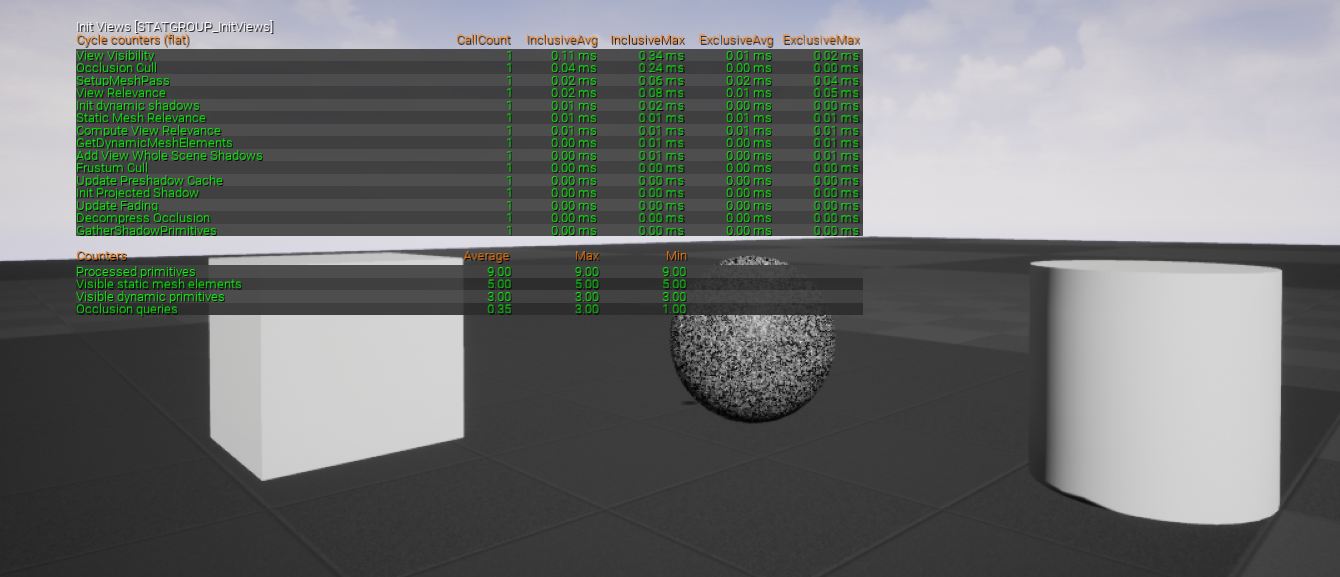 Init Views [STATGROUP_InitViews]
Cycle counters (flat) CallCount InclusiveAvg InclusiveMax ExclusiveAvg ExclusiveMax
View Visibility 1 0.11 ms 0.34 ms 0.01 ms 0.02 ms
Occlusion Cull 1 0.04 ms 0.24 ms 0.00 ms 0.00 ms
SetupMeshPass 1 0.02 ms 0.06 ms 0.02 ms 0.04 ms
View Relevance 1 0.02 ms 0.08 ms 0.01 ms 0.05 ms
Init dynamic shadows 1 0.01 ms 0.02 ms 0.00 ms 0.00 ms
Static Mesh Relevance 1 0.01 ms 0.01 ms 0.01 ms 0.01 ms
Compute View Relevance 1 0.01 ms 0.01 ms 0.01 ms 0.01 ms
GetDynamicMeshElements 1 0.00 ms 0.01 ms 0.00 ms 0.01 ms
Add View Whole Scene Shadows 1 0.00 ms 0.01 ms 0.00 ms 0.01 ms
Frustum Cull 1 0.00 ms 0.00 ms 0.00 ms 0.00 ms
Update Preshadow Cache 1 0.00 ms 0.00 ms 0.00 ms 0.00 ms
Init Projected Shadow 1 0.00 ms 0.00 ms 0.00 ms 0.00 ms
Update Fading 1 0.00 ms 0.00 ms 0.00 ms 0.00 ms
Decompress Occlusion 1 0.00 ms 0.00 ms 0.00 ms 0.00 ms
GatherShadowPrimitives 1 0.00 ms 0.00 ms 0.00 ms 0.00 ms
Counters Average Max Min
Processed primitives 9.00 9.00 9.00
Visible static mesh elements 5.00 5.00 5.00
Visible dynamic primitives 3.00 3.00 3.00
Occlusion queries 0.35 3.00 1.00